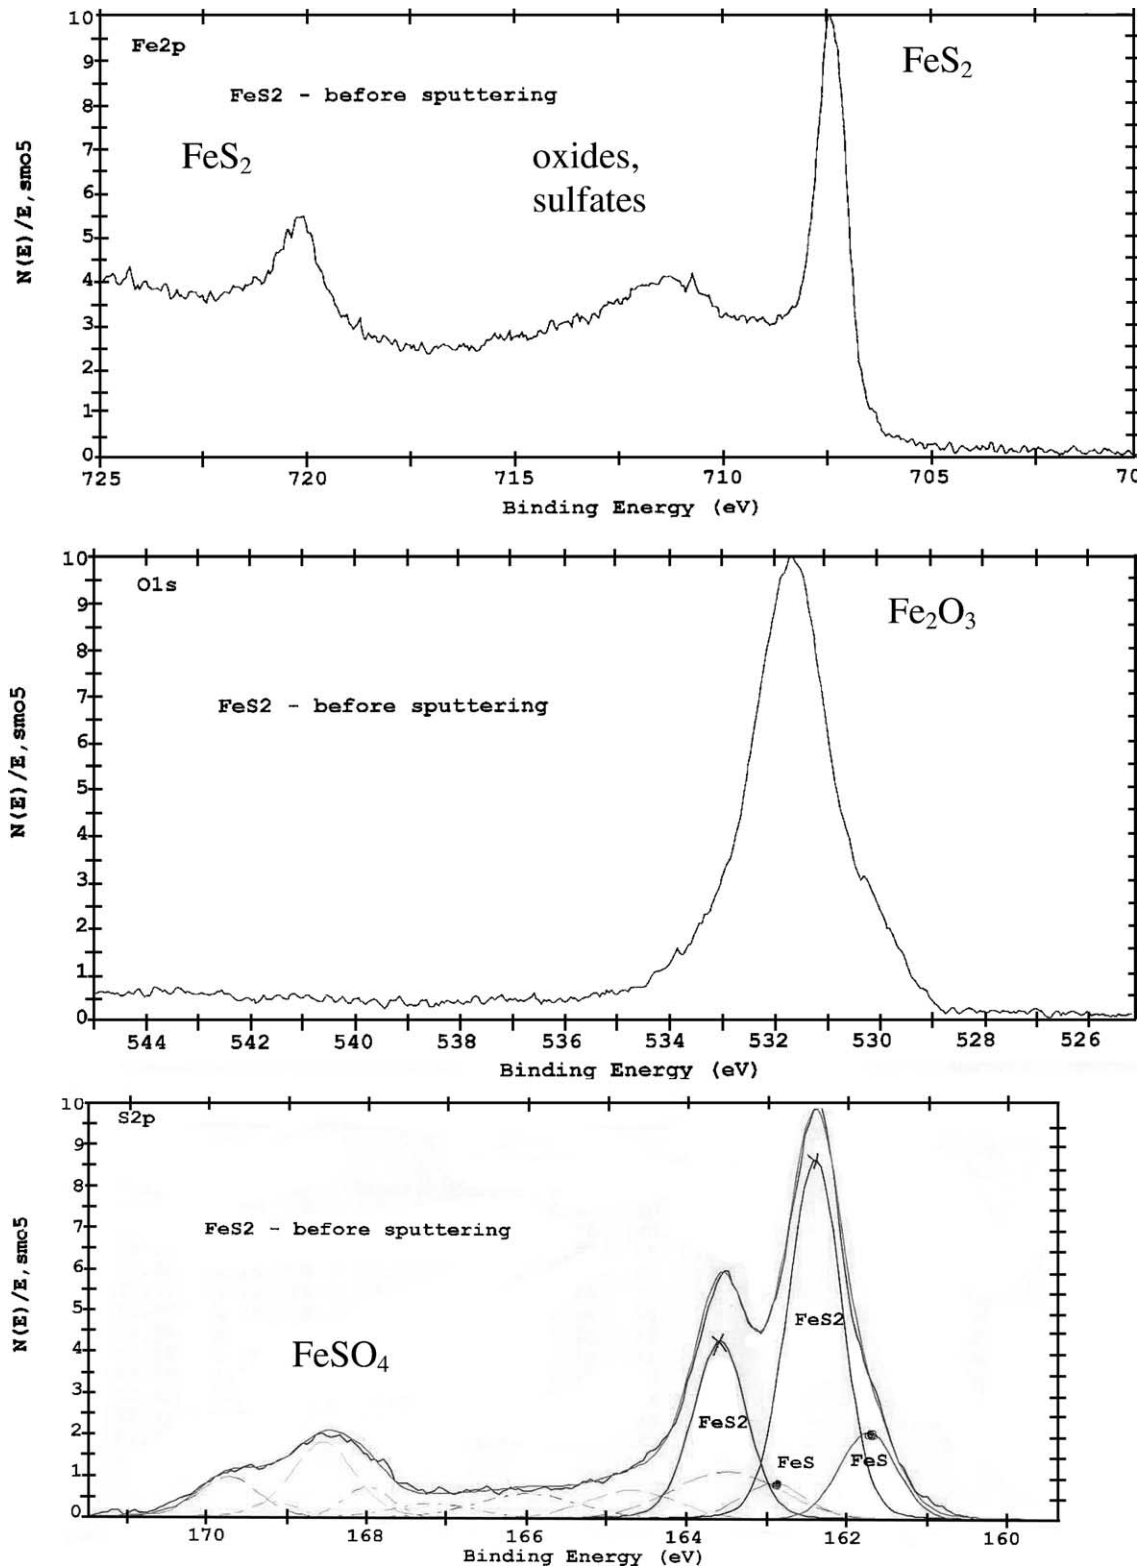 10
Fe2p
FeS₂
9
FeS2 - before sputtering
8
7
FeS₂
oxides,
6
sulfates
5
4
3
2
1
0
N(E)/E,smo5
725
720
715
710
705
70
Binding Energy (eV)
10
O1s
9
Fe₂O₃
8
7
FeS2 - before sputtering
6
5
4
3
2
1
0
N(E)/E,smo5
544
542
540
538
536
534
532
530
528
526
Binding Energy (eV)
10
S2p
9
8
7
FeS2 - before sputtering
6
5
FeS2
4
FeSO₄
3
FeS2
2
FeS
FeS
1
0
N(E)/E,smo5
170
168
166
164
162
160
Binding Energy (eV)